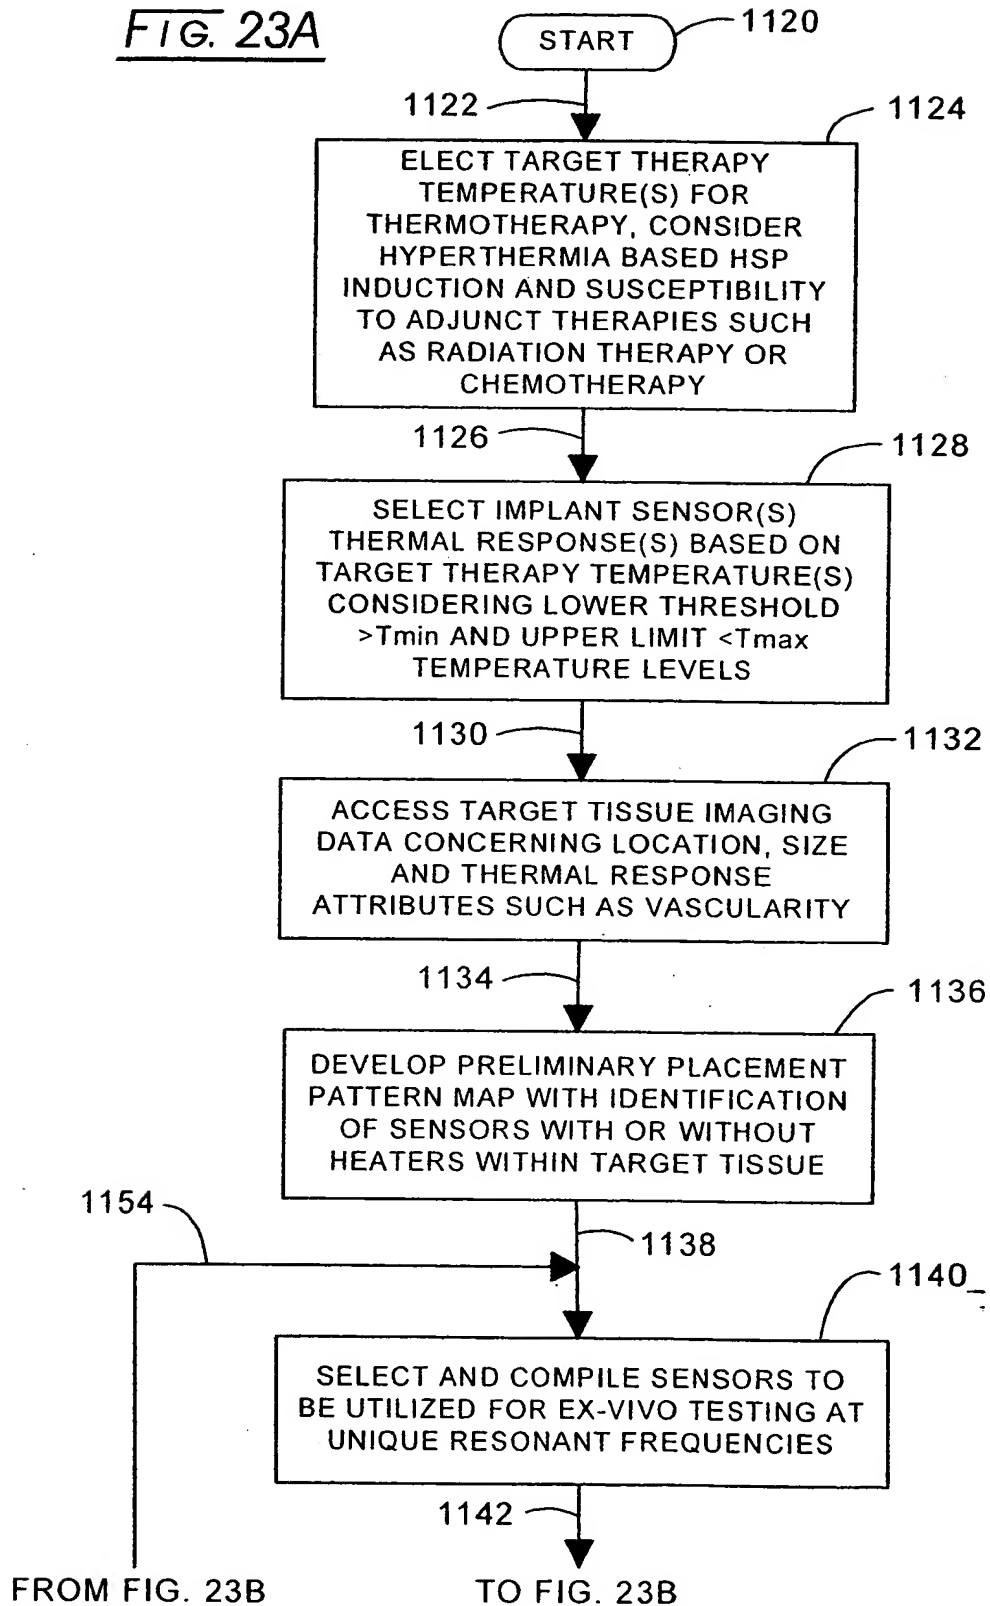 FIG. 23A
START
1120
1122
1124
ELECT TARGET THERAPY
TEMPERATURE(S) FOR
THERMOTHERAPY, CONSIDER
HYPERTHERMIA BASED HSP
INDUCTION AND SUSCEPTIBILITY
TO ADJUNCT THERAPIES SUCH
AS RADIATION THERAPY OR
CHEMOTHERAPY
1126
1128
SELECT IMPLANT SENSOR(S)
THERMAL RESPONSE(S) BASED ON
TARGET THERAPY TEMPERATURE(S)
CONSIDERING LOWER THRESHOLD
>Tmin AND UPPER LIMIT <Tmax
TEMPERATURE LEVELS
1130
1132
ACCESS TARGET TISSUE IMAGING
DATA CONCERNING LOCATION, SIZE
AND THERMAL RESPONSE
ATTRIBUTES SUCH AS VASCULARITY
1134
1136
DEVELOP PRELIMINARY PLACEMENT
PATTERN MAP WITH IDENTIFICATION
OF SENSORS WITH OR WITHOUT
HEATERS WITHIN TARGET TISSUE
1154
1138
1140
SELECT AND COMPILE SENSORS TO
BE UTILIZED FOR EX-VIVO TESTING AT
UNIQUE RESONANT FREQUENCIES
1142
FROM FIG. 23B
TO FIG. 23B